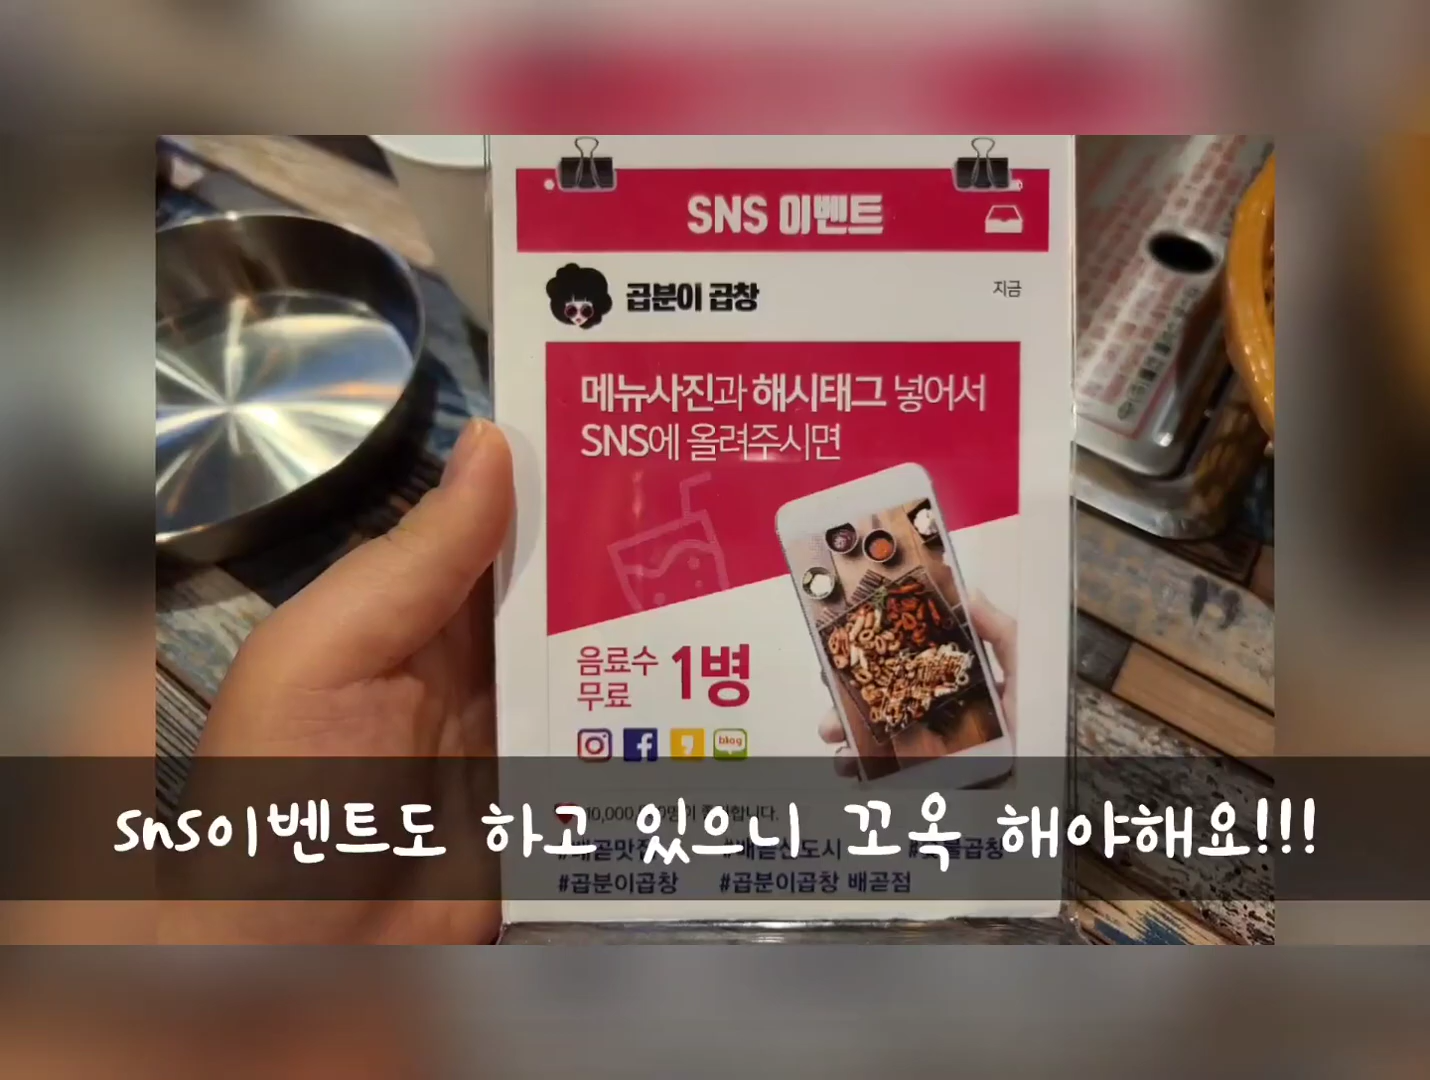 SNS 이벤트
곱분이 곱창
지금
메뉴사진과 해시태그 넣어서
SNS에 올려주시면
음료수
무료
1병
blog
sns이벤트도 하고 있으니 꼬옥 해야해요!!!
#곱분이곱창 #곱분이곱창 배곧점